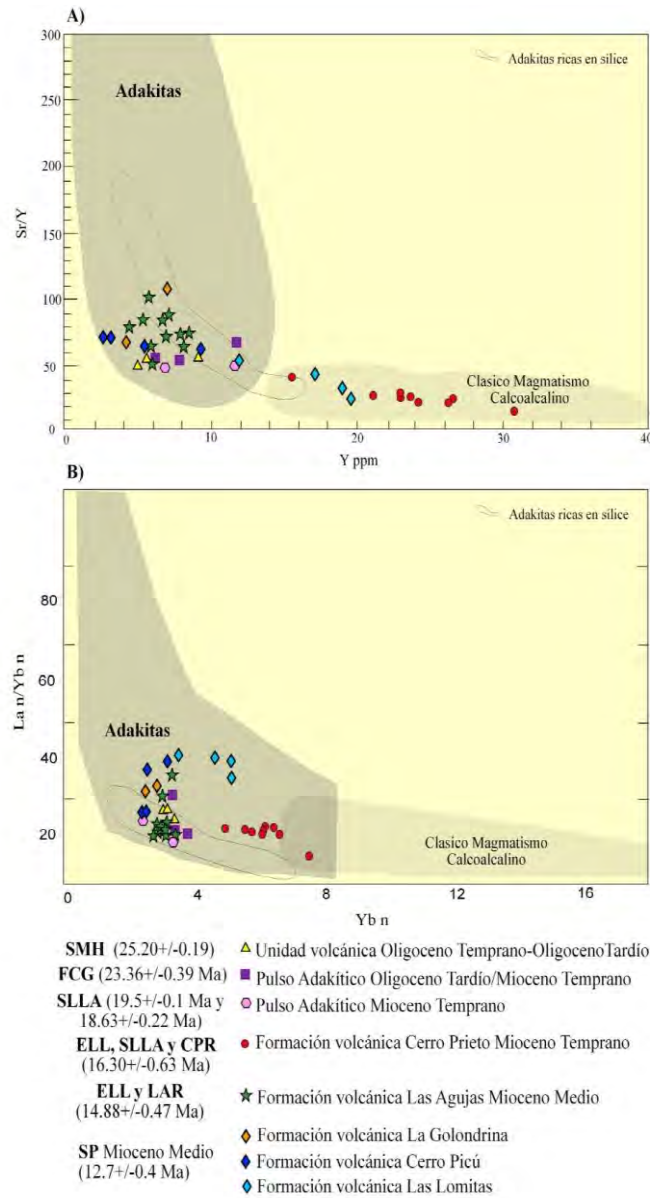 A)
300
250
200
150
100
50
0
Sr/Y
Adakitas
Adakitas ricas en sílice
Clasico Magmatismo
Calcoalcalino
0 10 20 30 40
Y ppm
B)
80
60
40
20
La n/Yb n
Adakitas
Adakitas ricas en sílice
Clasico Magmatismo
Calcoalcalino
0 4 8 12 16
Yb n
SMH (25.20+/-0.19) Unidad volcánica Oligoceno Temprano-OligocenoTardío
FCG (23.36+/-0.39 Ma) Pulso Adakítico Oligoceno Tardío/Mioceno Temprano
SLLA (19.5+/-0.1 Ma y
18.63+/-0.22 Ma) Pulso Adakítico Mioceno Temprano
ELL, SLLA y CPR
(16.30+/-0.63 Ma) Formación volcánica Cerro Prieto Mioceno Temprano
ELL y LAR
(14.88+/-0.47 Ma) Formación volcánica Las Agujas Mioceno Medio
SP Mioceno Medio
(12.7+/-0.4 Ma)
Formación volcánica La Golondrina
Formación volcánica Cerro Picú
Formación volcánica Las Lomitas